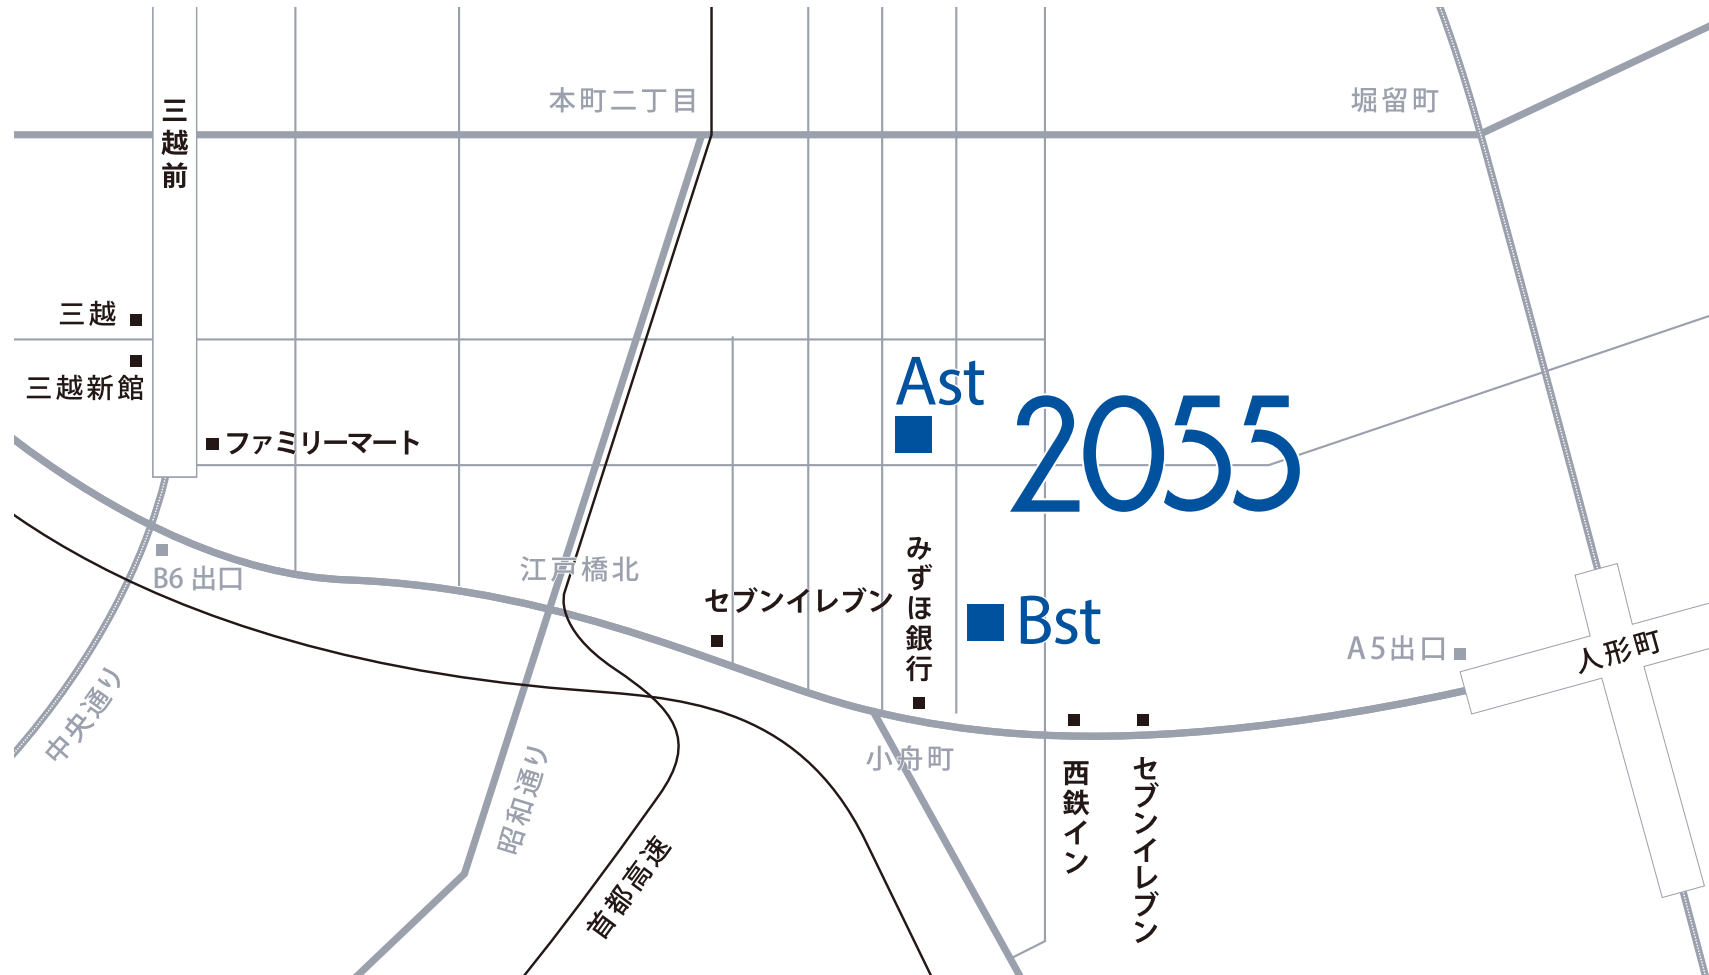 本町二丁目
堀留町
三越前
三越
三越新館
ファミリーマート
Ast
2055
B6 出口
江戸橋北
セブンイレブン
みずほ銀行
Bst
A5出口
人形町
中央通り
昭和通り
小舟町
首都高速
西鉄イン
セブンイレブン